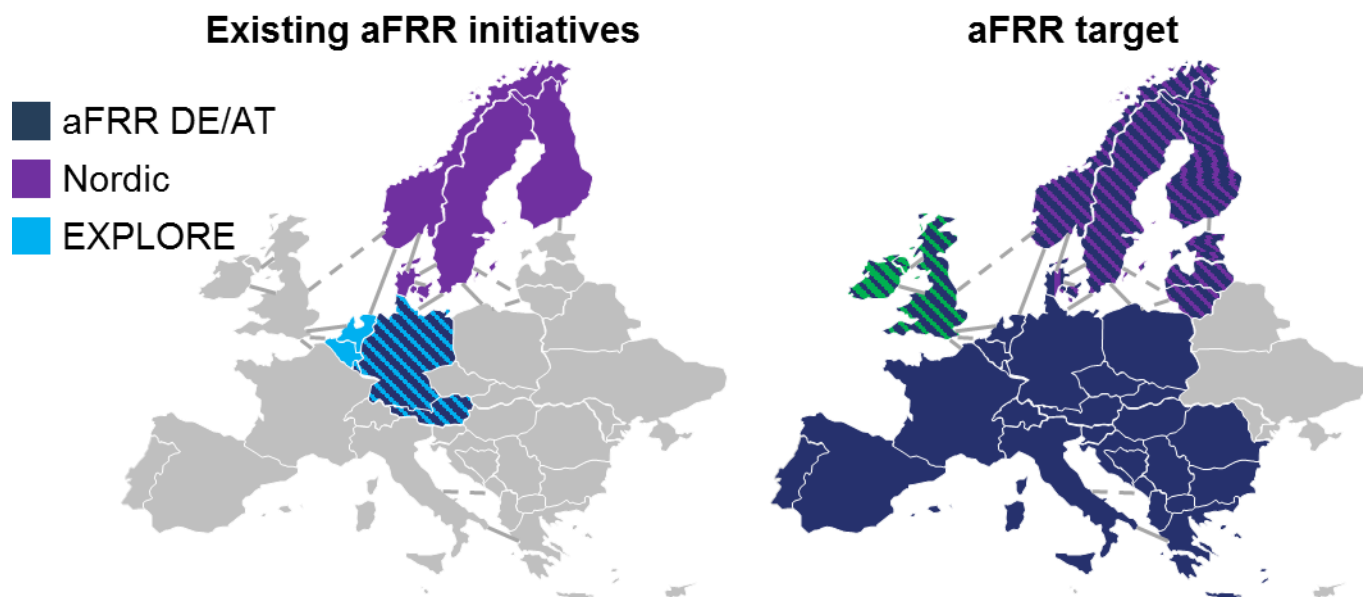 Existing aFRR initiatives
aFRR target
aFRR DE/AT
Nordic
EXPLORE